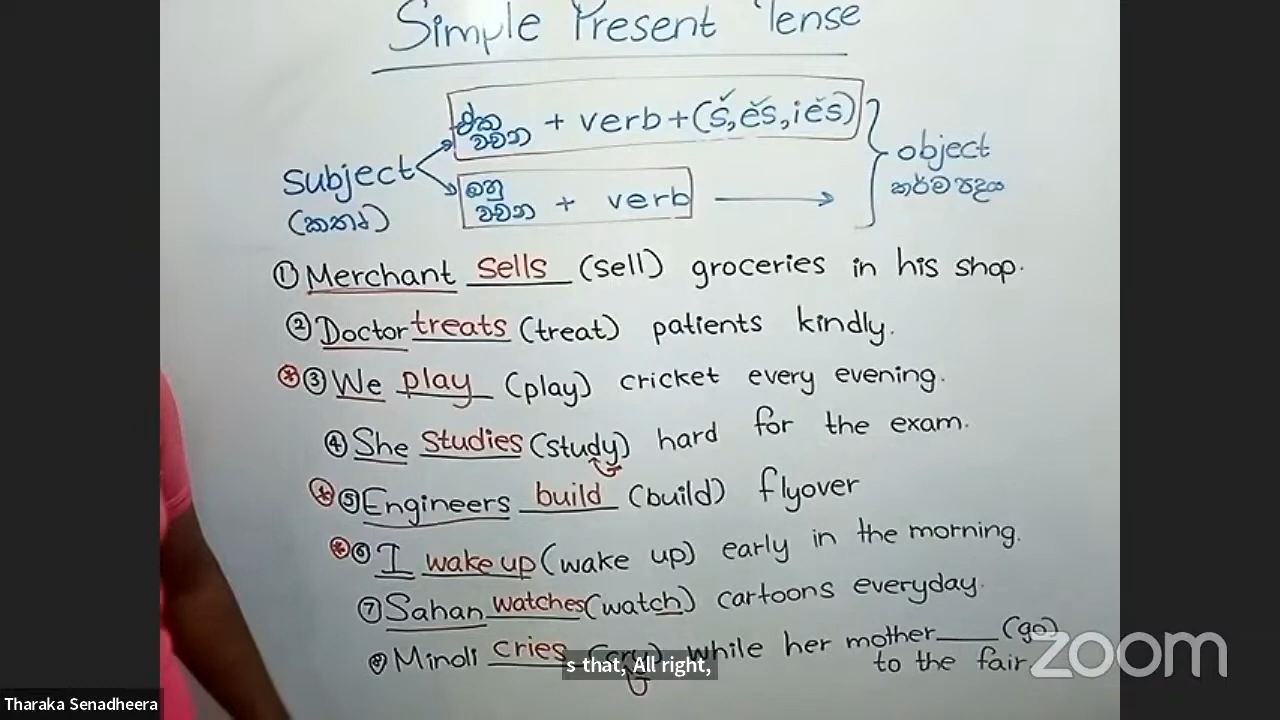 Simple Present Tense
ඒක වචන + verb + (s, es, ies)
subject (කතෘ)
බහු වචන + verb
object
කර්ම පදය
① Merchant sells (sell) groceries in his shop.
② Doctor treats (treat) patients kindly.
* ③ We play (play) cricket every evening.
④ She studies (study) hard for the exam.
* ⑤ Engineers build (build) flyover
* ⑥ I wake up (wake up) early in the morning.
⑦ Sahan watches (watch) cartoons everyday.
⑧ Minoli cries (cry) while her mother ____ (go)
to the fair
s that, All right,
zoom
Tharaka Senadheera